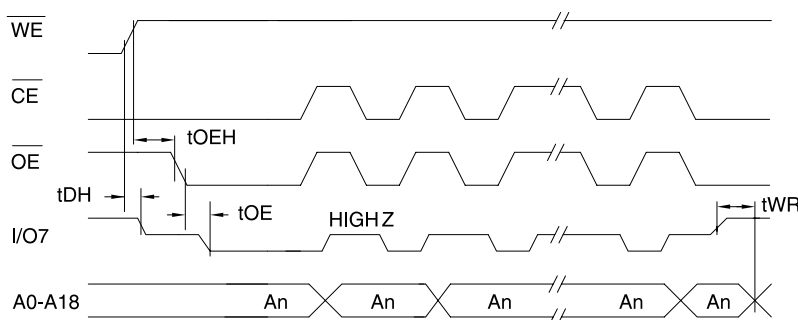 WE
CE
tOEH
OE
tDH
tOE
HIGH Z
tWR
I/O7
A0-A18 An An An An An